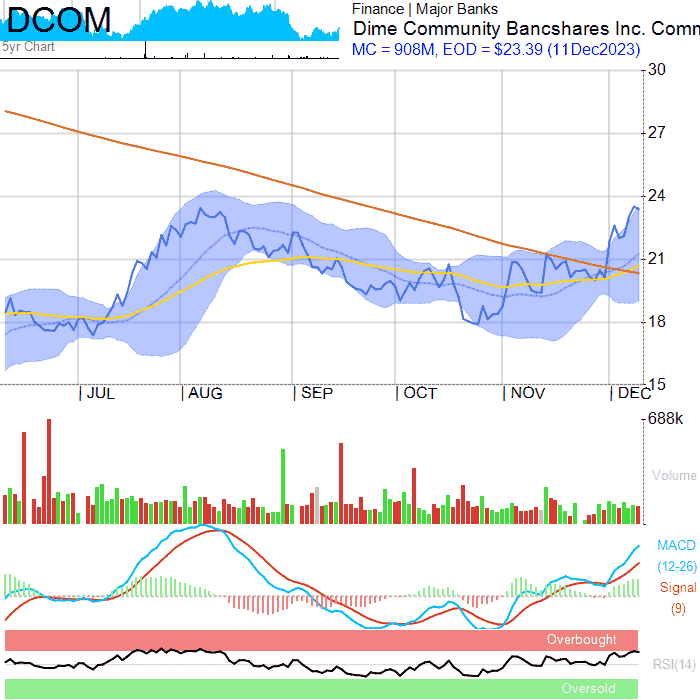 DCOM
5yr Chart
Finance | Major Banks
Dime Community Bancshares Inc. Comn
MC = 908M, EOD = $23.39 (11Dec2023)
30
27
24
21
18
15
JUL AUG SEP OCT NOV DEC
688k
Volume
MACD
(12-26)
Signal
(9)
Overbought
RSI(14)
Oversold